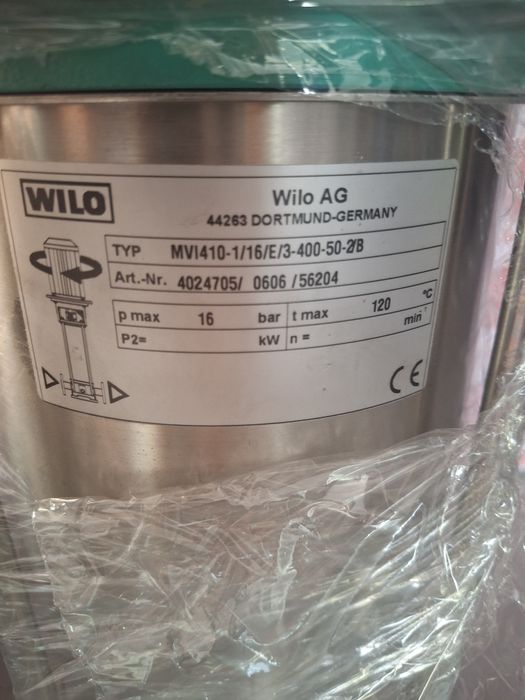 WILO
Wilo AG
44263 DORTMUND-GERMANY
TYP MVI410-1/16/E/3-400-50-2/B
Art.-Nr. 4024705/ 0606 /56204
p max 16 bar t max 120 °C
P2= kW n = min
CE